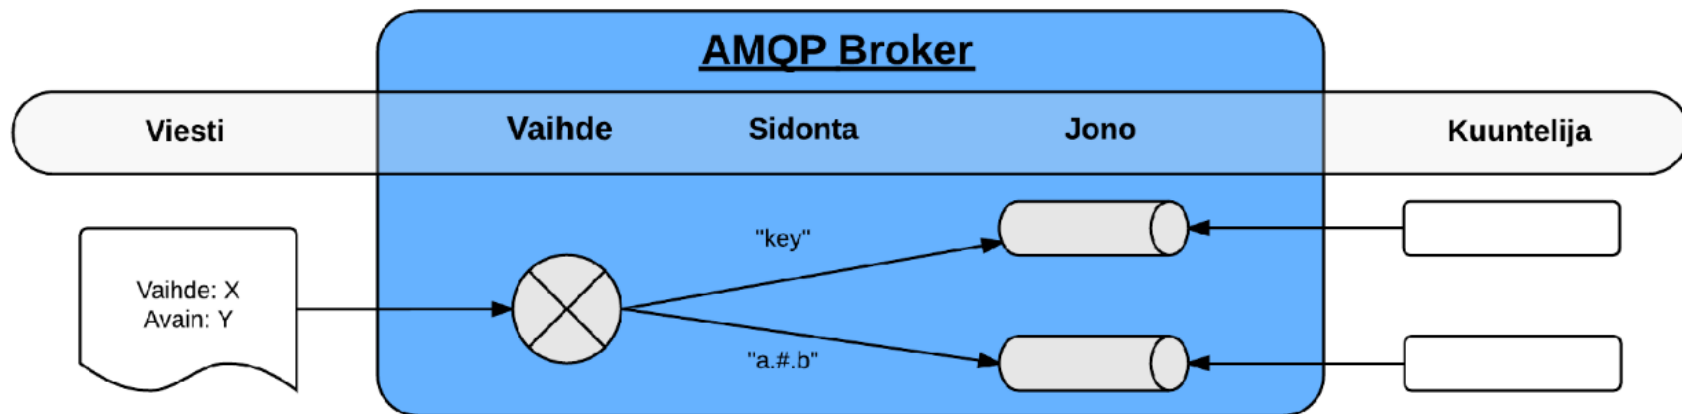 AMQP Broker
Viesti
Vaihde
Sidonta
Jono
Kuuntelija
"key"
Vaihde: X
Avain: Y
"a.#.b"